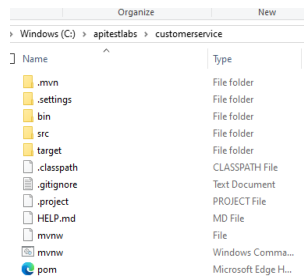 Organize New
Windows (C:) › apitestlabs › customerservice
Name Type
.mvn File folder
.settings File folder
bin File folder
src File folder
target File folder
.classpath CLASSPATH File
.gitignore Text Document
.project PROJECT File
HELP.md MD File
mvnw File
mvnw Windows Comma...
pom Microsoft Edge H...